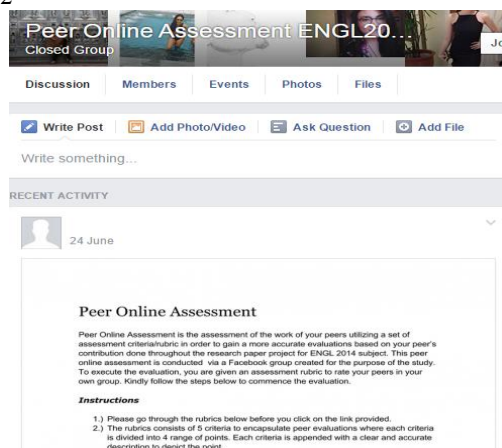 2
Peer Online Assessment ENGL20...
Closed Group
Jo
Discussion Members Events Photos Files
Write Post Add Photo/Video Ask Question Add File
Write something...
RECENT ACTIVITY
24 June
Peer Online Assessment
Peer Online Assessment is the assessment of the work of your peers utilizing a set of
assessment criteria/rubric in order to gain a more accurate evaluations based on your peer's
contribution done throughout the research paper project for ENGL 2014 subject. This peer
online assessment is conducted via a Facebook group created for the purpose of the study.
To execute the evaluation, you are given an assessment rubric to rate your peers in your
own group. Kindly follow the steps below to commence the evaluation.
Instructions
1.) Please go through the rubrics below before you click on the link provided.
2.) The rubrics consists of 5 criteria to encapsulate peer evaluations where each criteria
is divided into 4 range of points. Each criteria is appended with a clear and accurate
description to depict the point.